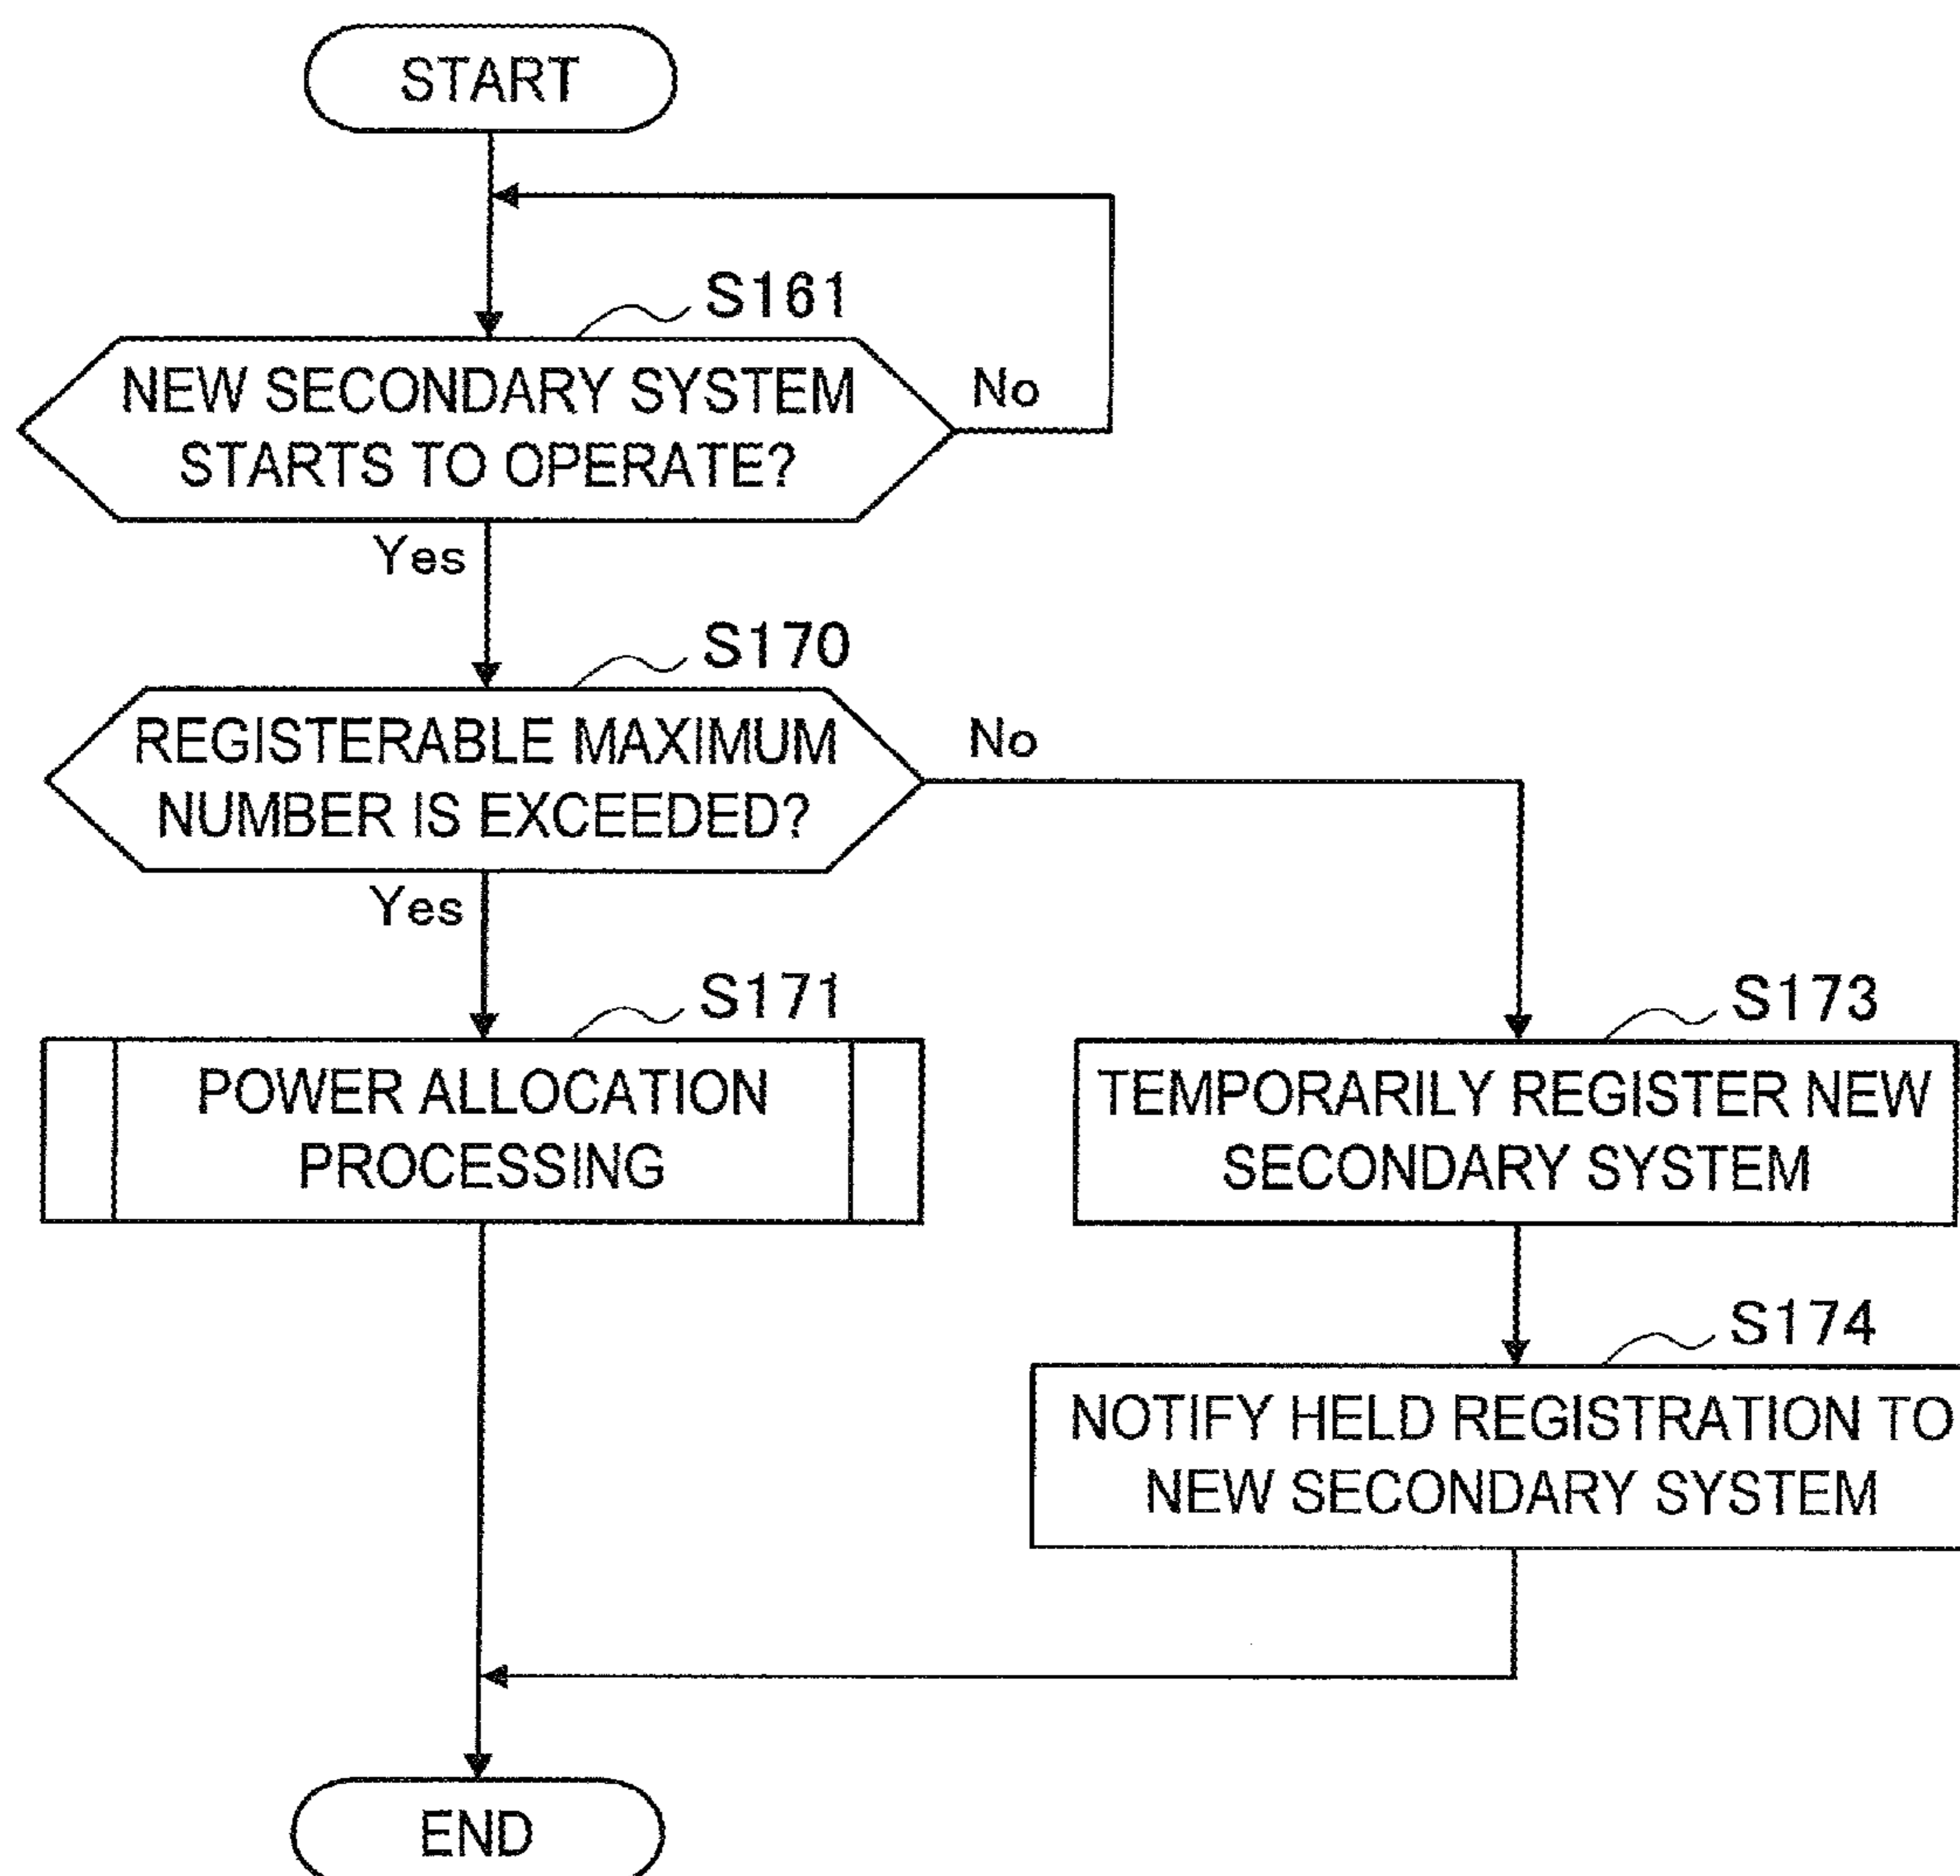 START
S161
NEW SECONDARY SYSTEM
STARTS TO OPERATE?
No
Yes
S170
REGISTERABLE MAXIMUM
NUMBER IS EXCEEDED?
No
Yes
S171
POWER ALLOCATION
PROCESSING
S173
TEMPORARILY REGISTER NEW
SECONDARY SYSTEM
S174
NOTIFY HELD REGISTRATION TO
NEW SECONDARY SYSTEM
END